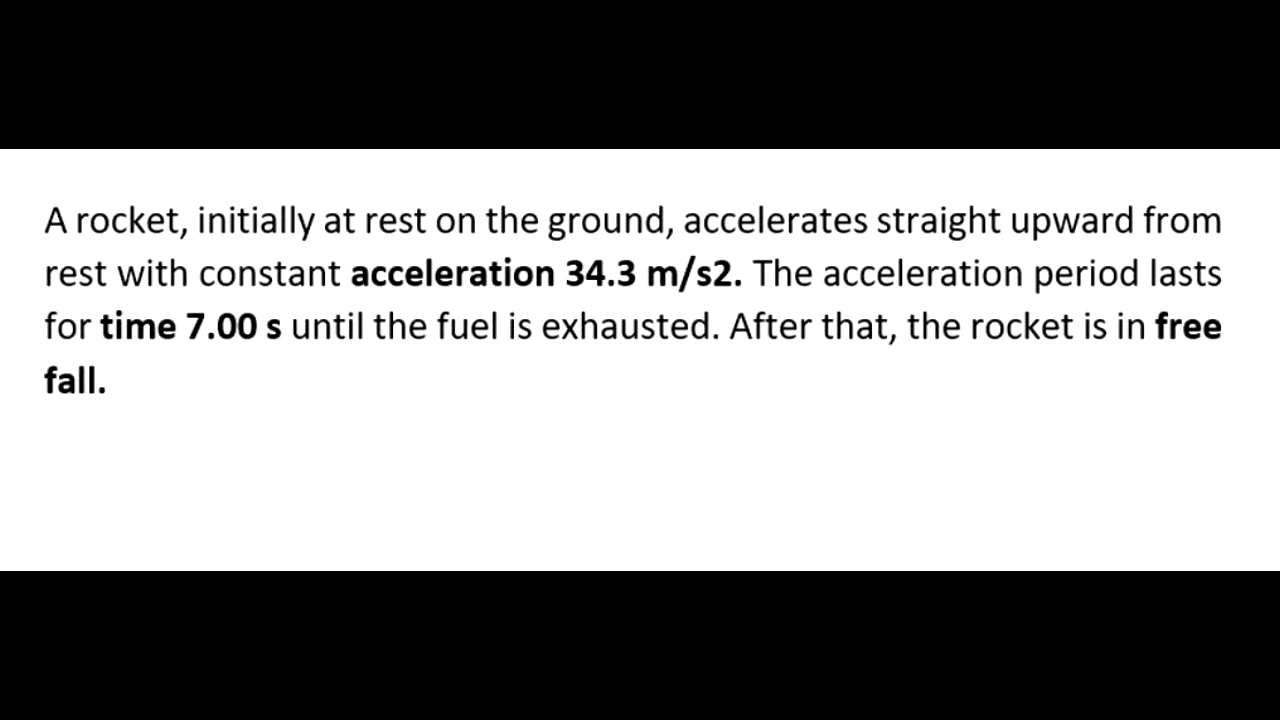 A rocket, initially at rest on the ground, accelerates straight upward from
rest with constant acceleration 34.3 m/s2. The acceleration period lasts
for time 7.00 s until the fuel is exhausted. After that, the rocket is in free
fall.